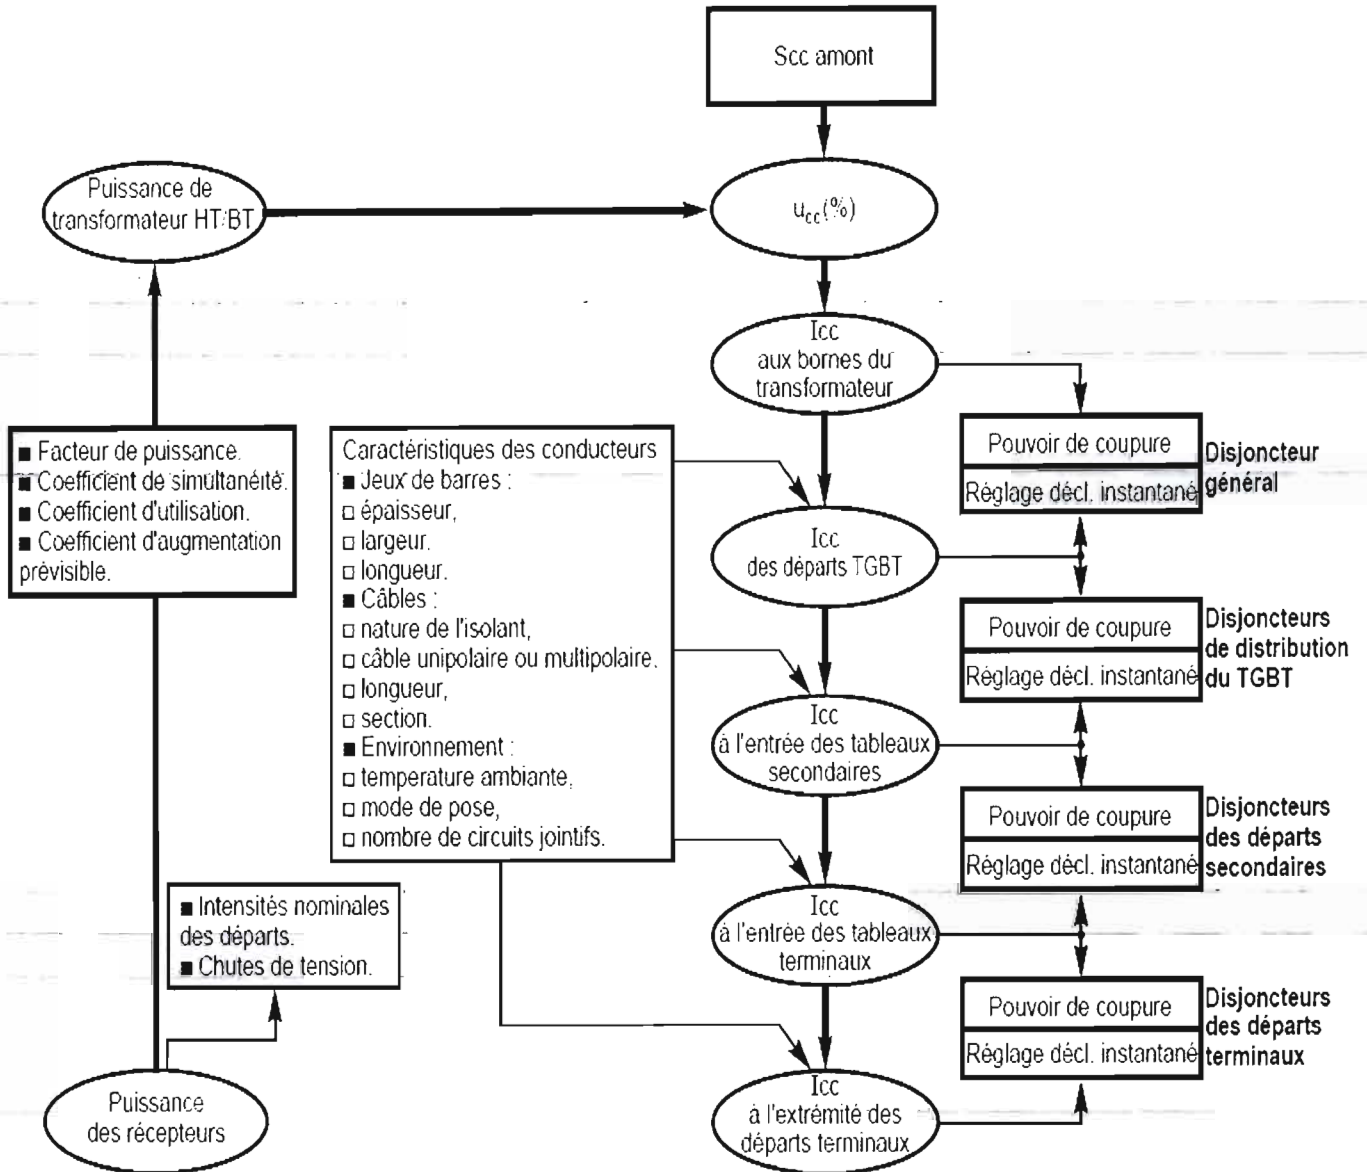 Scc amont
Puissance de
transformateur HT/BT
ucc(%)
Icc
aux bornes du
transformateur
■ Facteur de puissance.
■ Coefficient de simultanéité.
■ Coefficient d'utilisation.
■ Coefficient d'augmentation
prévisible.
Caractéristiques des conducteurs
■ Jeux de barres :
□ épaisseur,
□ largeur.
□ longueur.
■ Câbles :
□ nature de l'isolant,
□ câble unipolaire ou multipolaire.
□ longueur,
□ section.
■ Environnement :
□ temperature ambiante,
□ mode de pose,
□ nombre de circuits jointifs.
Pouvoir de coupure
Réglage décl. instantané
Disjoncteur
général
Icc
des départs TGBT
Pouvoir de coupure
Réglage décl. instantané
Disjoncteurs
de distribution
du TGBT
Icc
à l'entrée des tableaux
secondaires
Pouvoir de coupure
Réglage décl. instantané
Disjoncteurs
des départs
secondaires
■ Intensités nominales
des départs.
■ Chutes de tension.
Icc
à l'entrée des tableaux
terminaux
Pouvoir de coupure
Réglage décl. instantané
Disjoncteurs
des départs
terminaux
Puissance
des récepteurs
Icc
à l'extrémité des
départs terminaux